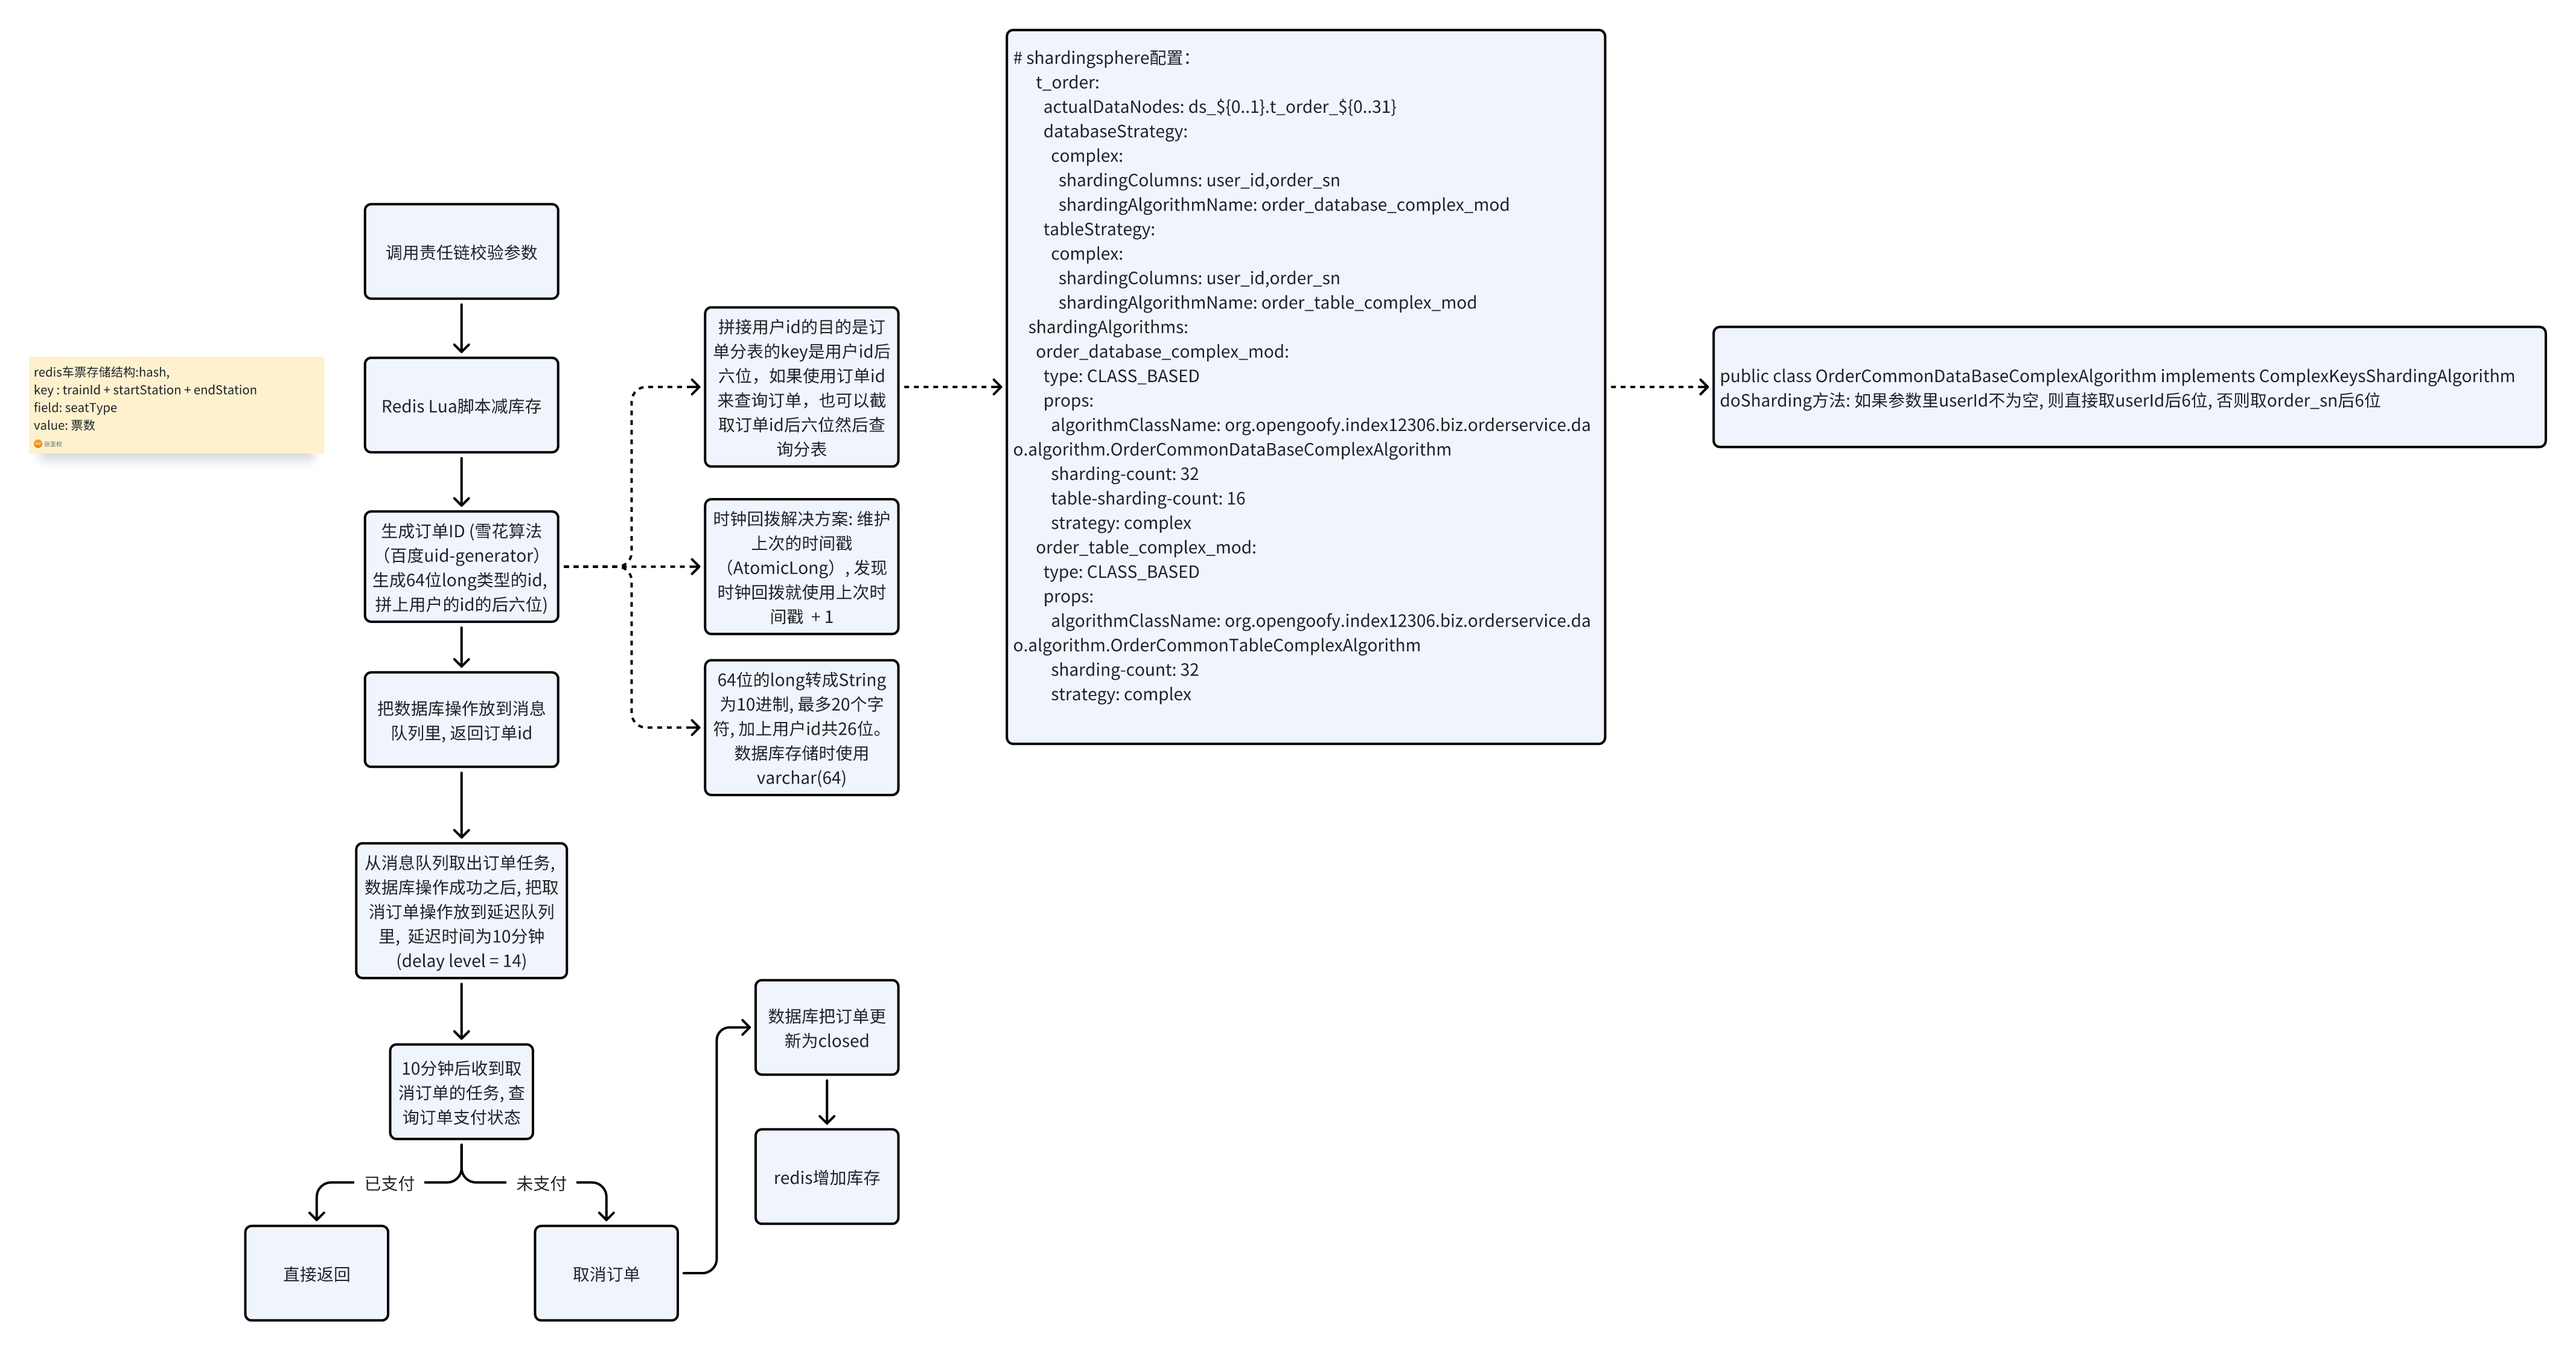 调用责任链校验参数
redis车票存储结构:hash,
key : trainId + startStation + endStation
field: seatType
value: 票数
张圣权
Redis Lua脚本减库存
生成订单ID (雪花算法
（百度uid-generator）
生成64位long类型的id,
拼上用户的id的后六位)
把数据库操作放到消息
队列里, 返回订单id
从消息队列取出订单任务,
数据库操作成功之后, 把取
消订单操作放到延迟队列
里, 延迟时间为10分钟
(delay level = 14)
10分钟后收到取
消订单的任务, 查
询订单支付状态
已支付
未支付
直接返回
取消订单
数据库把订单更
新为closed
redis增加库存
拼接用户id的目的是订
单分表的key是用户id后
六位，如果使用订单id
来查询订单，也可以截
取订单id后六位然后查
询分表
时钟回拨解决方案: 维护
上次的时间戳
（AtomicLong）, 发现
时钟回拨就使用上次时
间戳 + 1
64位的long转成String
为10进制, 最多20个字
符, 加上用户id共26位。
数据库存储时使用
varchar(64)
# shardingsphere配置：
t_order:
actualDataNodes: ds_${0..1}.t_order_${0..31}
databaseStrategy:
complex:
shardingColumns: user_id,order_sn
shardingAlgorithmName: order_database_complex_mod
tableStrategy:
complex:
shardingColumns: user_id,order_sn
shardingAlgorithmName: order_table_complex_mod
shardingAlgorithms:
order_database_complex_mod:
type: CLASS_BASED
props:
algorithmClassName: org.opengoofy.index12306.biz.orderservice.da
o.algorithm.OrderCommonDataBaseComplexAlgorithm
sharding-count: 32
table-sharding-count: 16
strategy: complex
order_table_complex_mod:
type: CLASS_BASED
props:
algorithmClassName: org.opengoofy.index12306.biz.orderservice.da
o.algorithm.OrderCommonTableComplexAlgorithm
sharding-count: 32
strategy: complex
public class OrderCommonDataBaseComplexAlgorithm implements ComplexKeysShardingAlgorithm
doSharding方法: 如果参数里userId不为空, 则直接取userId后6位, 否则取order_sn后6位